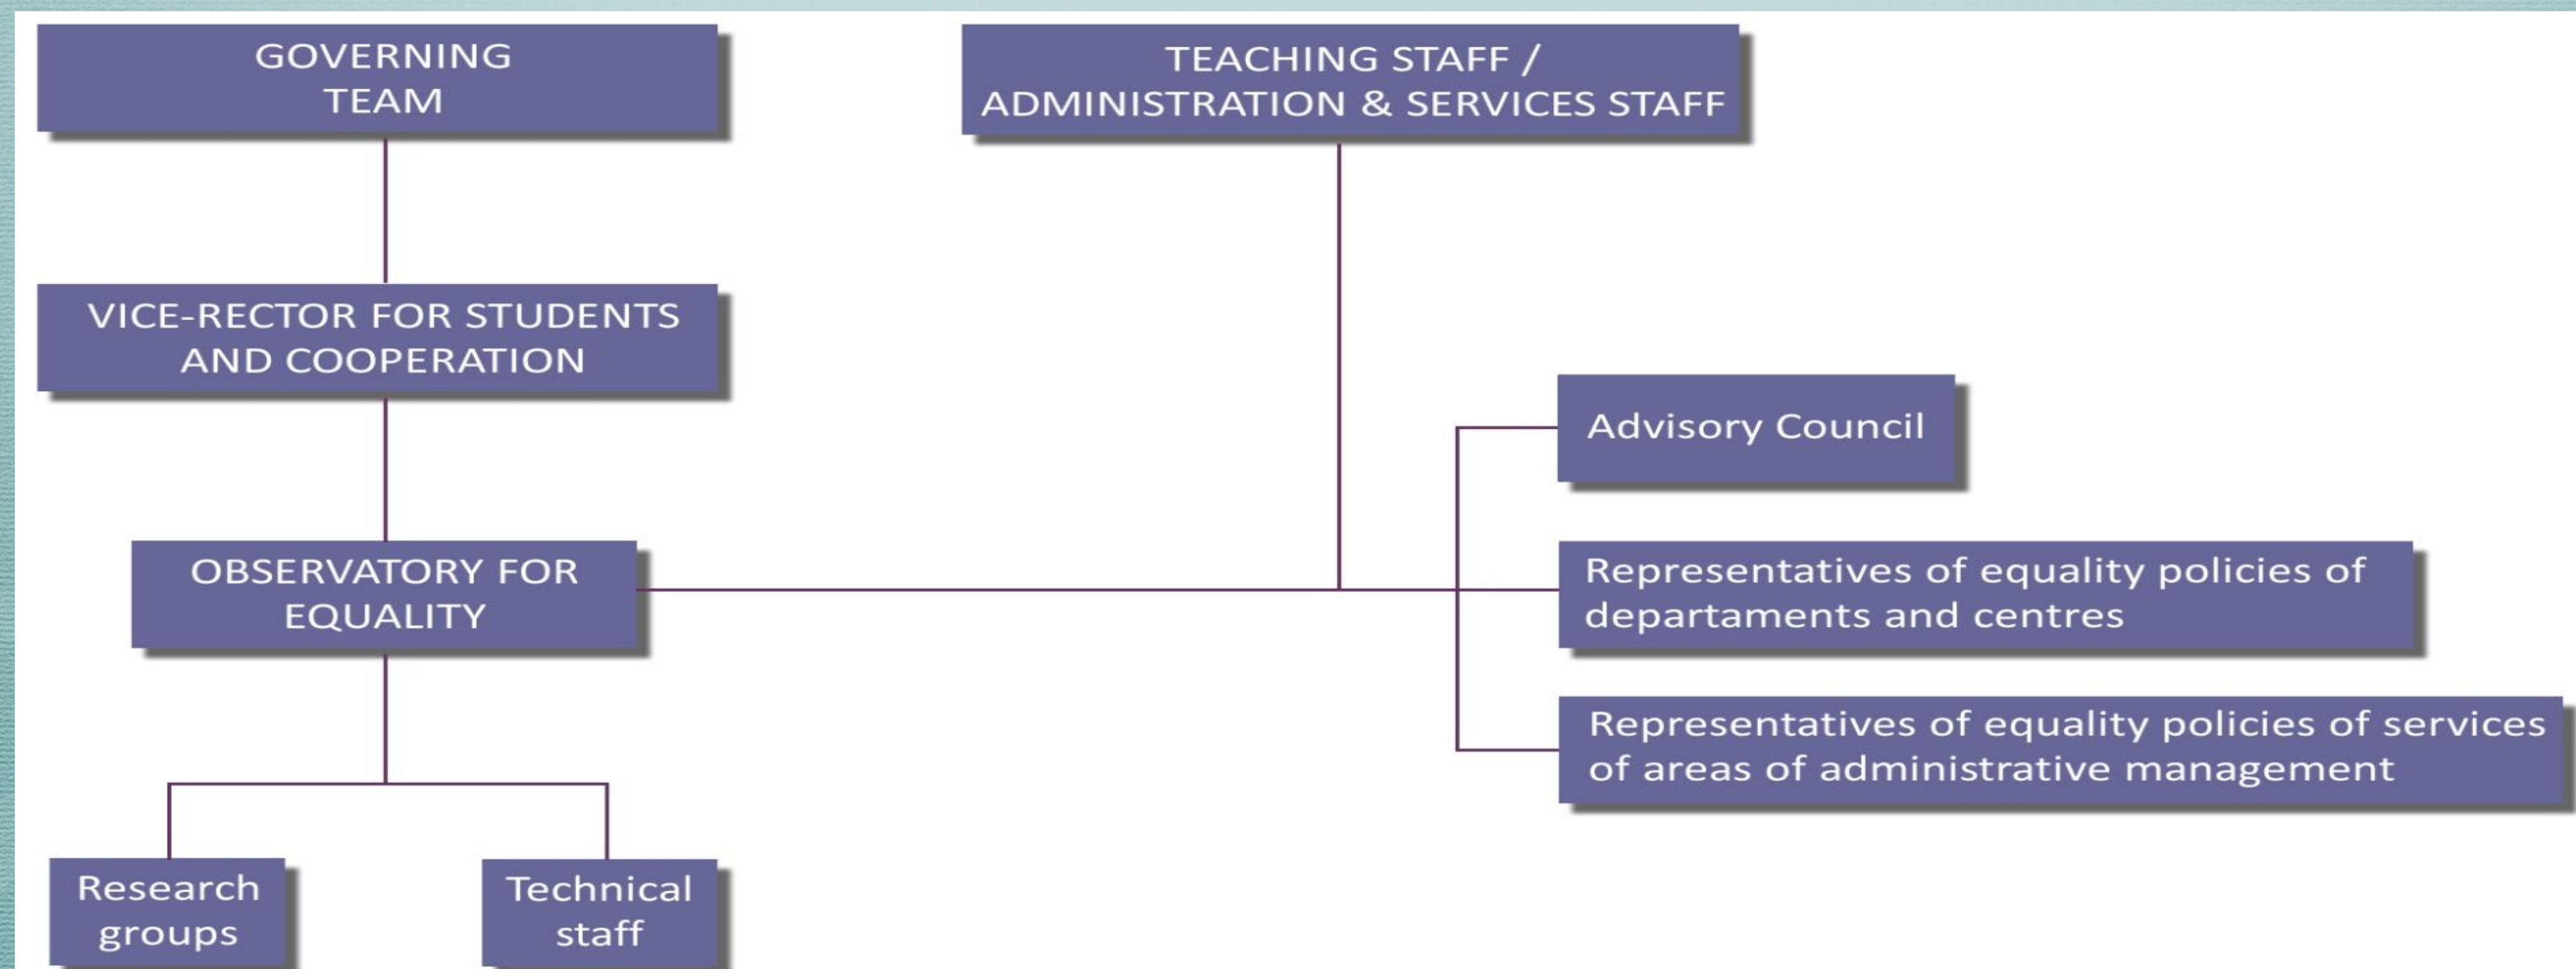 GOVERNING
TEAM
TEACHING STAFF /
ADMINISTRATION & SERVICES STAFF
VICE-RECTOR FOR STUDENTS
AND COOPERATION
Advisory Council
OBSERVATORY FOR
EQUALITY
Representatives of equality policies of
departaments and centres
Representatives of equality policies of services
of areas of administrative management
Research
groups
Technical
staff